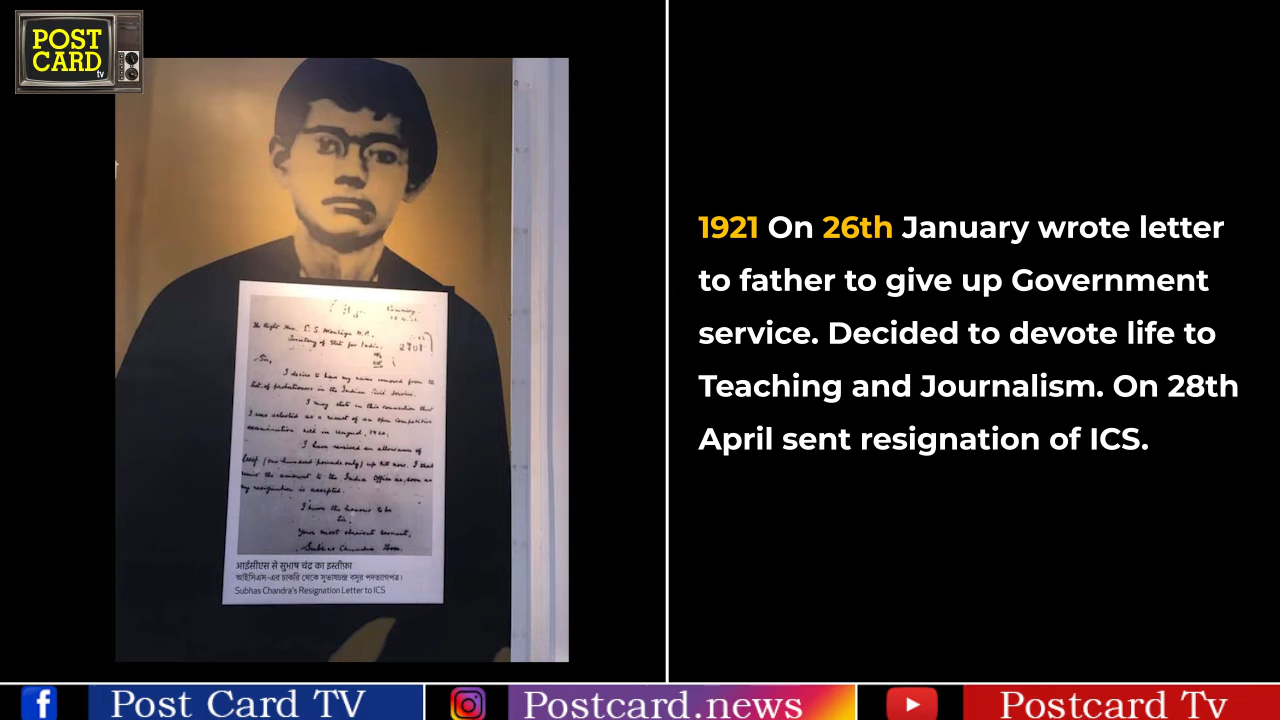 POST
CARD
tv
The Right Hon. E. S. Montagu M.P.
Secretary of State for India.
Sir,
I desire to have my name removed from the
list of probationers in the Indian Civil Service.
I may state in this connection that
I was selected as a result of an open competitive
examination held in August, 1920.
I have received an allowance of
£100/- (one hundred pounds only) up till now. I shall
remit the amount to the India Office as soon as
my resignation is accepted.
I have the honour to be
Sir,
Your most obedient servant,
Subhas Chandra Bose.
आईसीएस से सुभाष चंद्र का इस्तीफ़ा
আইসিএস-এর চাকরি থেকে সুভাষচন্দ্র বসুর পদত্যাগপত্র।
Subhas Chandra's Resignation Letter to ICS
1921 On 26th January wrote letter
to father to give up Government
service. Decided to devote life to
Teaching and Journalism. On 28th
April sent resignation of ICS.
Post Card TV
Postcard.news
Postcard Tv